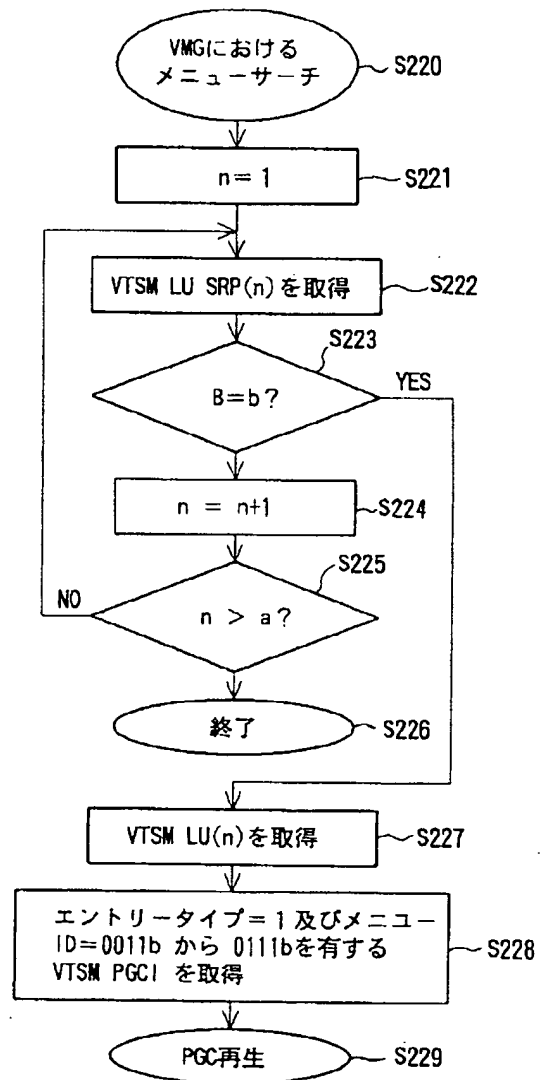 VMGにおける
メニューサーチ
S220
n=1
S221
VTSM LU SRP(n)を取得
S222
S223
B=b?
YES
n = n+1
S224
S225
NO
n > a?
終了
S226
VTSM LU(n)を取得
S227
エントリータイプ=1 及びメニュー
ID=0011b から 0111bを有する
VTSM PGCI を取得
S228
PGC再生
S229